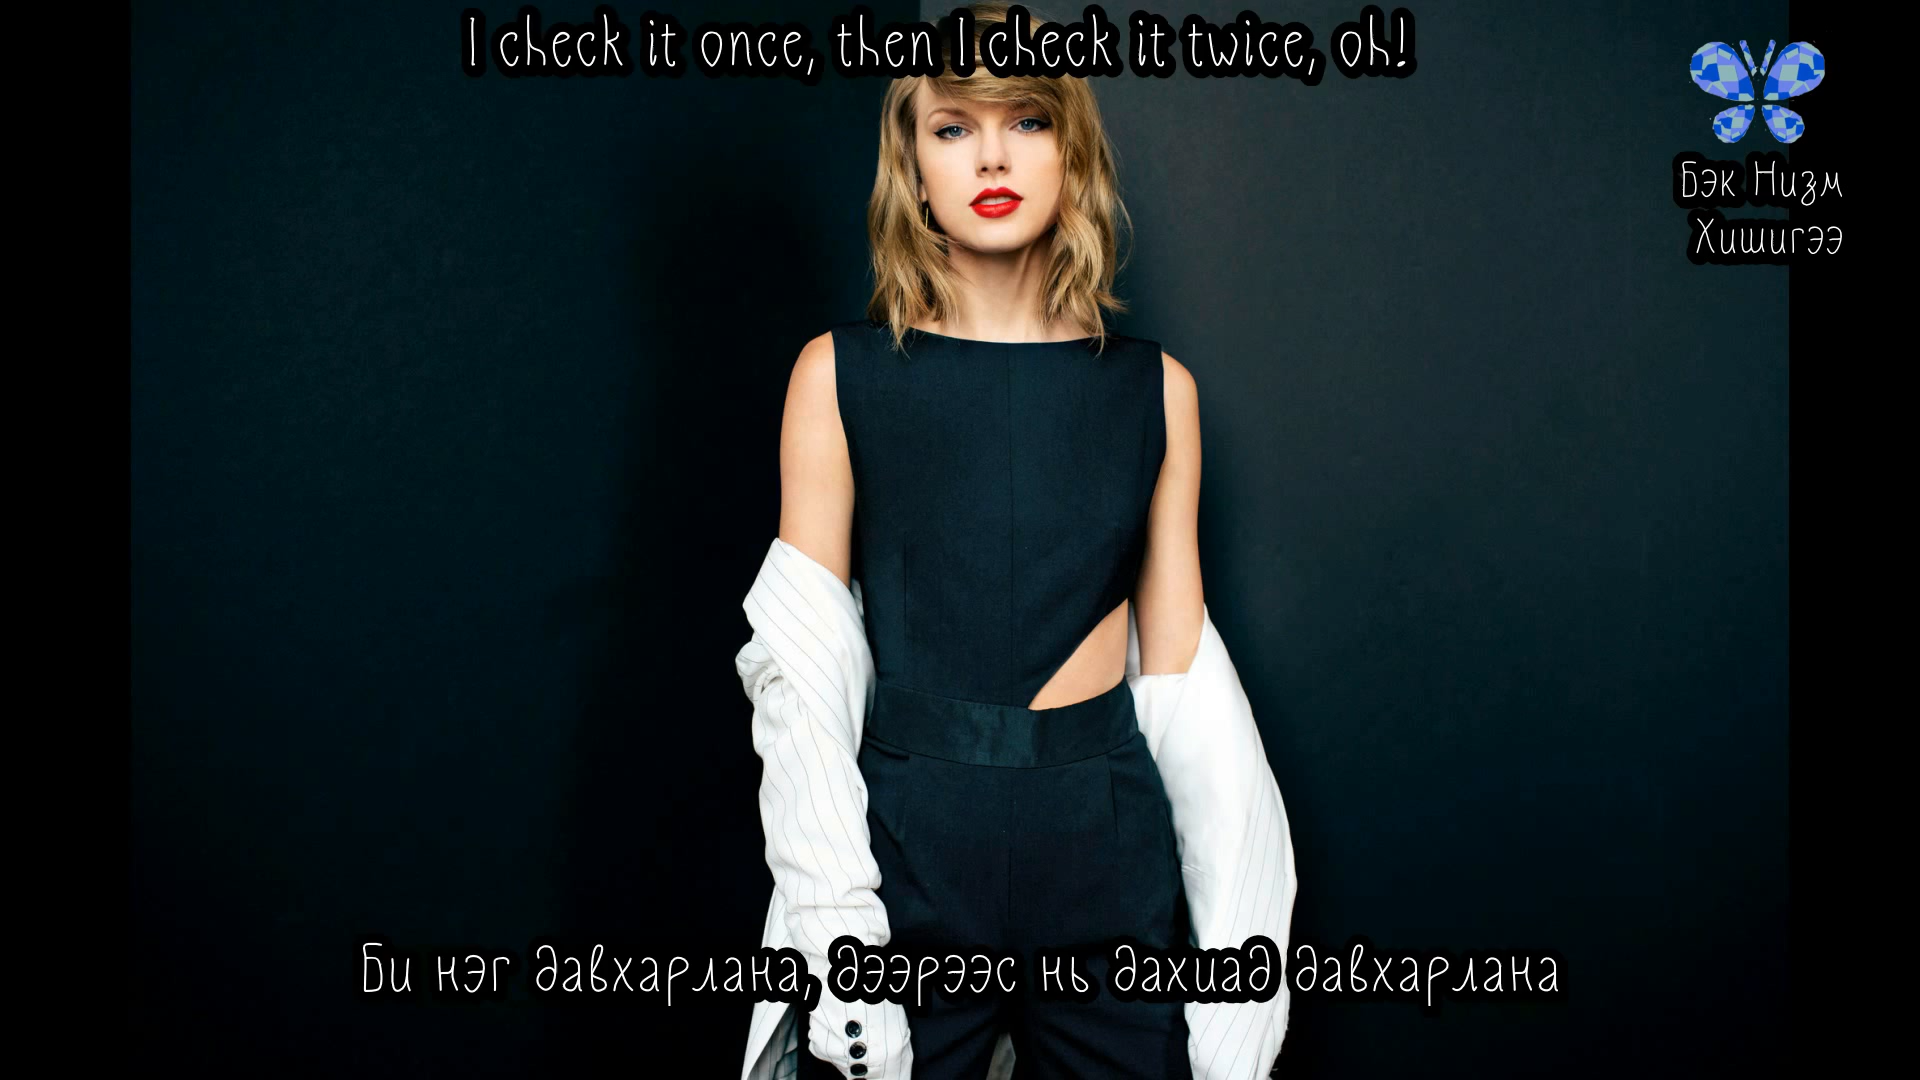 I check it once, then I check it twice, oh!
Бэк Низм
Хишигээ
Би нэг давхарлана, дээрээс нь дахиад давхарлана